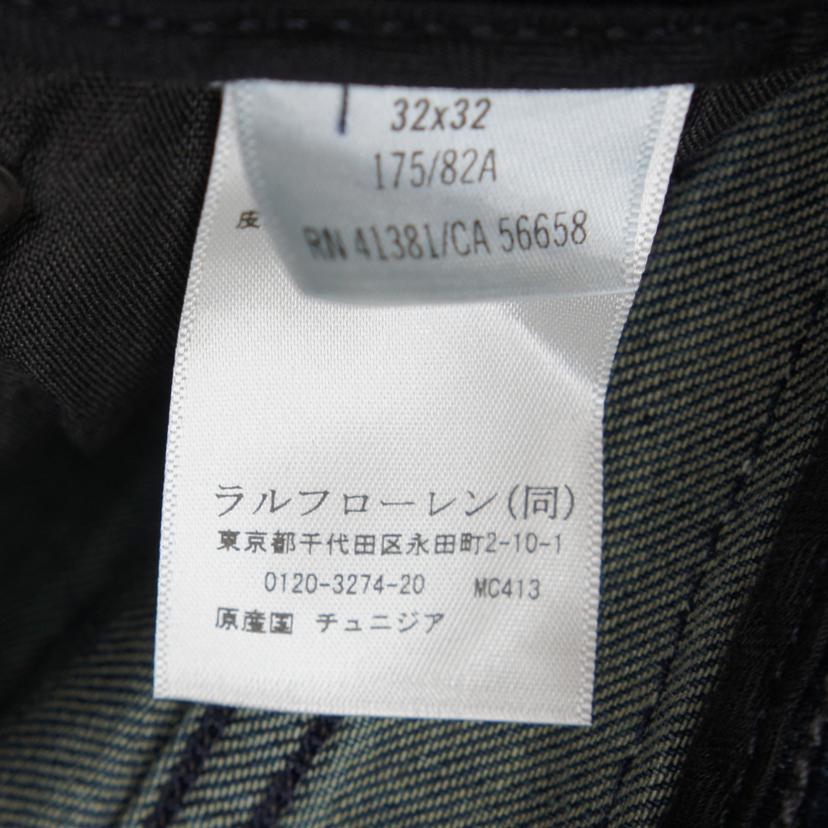 32x32
175/82A
RN 41381/CA 56658
皮
ラルフローレン(同)
東京都千代田区永田町2-10-1
0120-3274-20 MC413
原産国 チュニジア